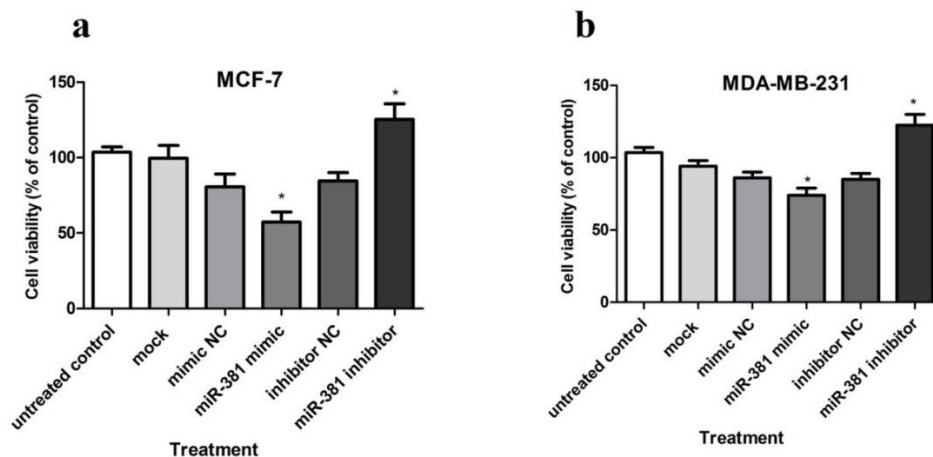 a
MCF-7
Cell viability (% of control)
150
100
50
0
*
*
untreated control
mock
mimic NC
miR-381 mimic
inhibitor NC
miR-381 inhibitor
Treatment
b
MDA-MB-231
Cell viability (% of control)
150
100
50
0
*
*
untreated control
mock
mimic NC
miR-381 mimic
inhibitor NC
miR-381 inhibitor
Treatment